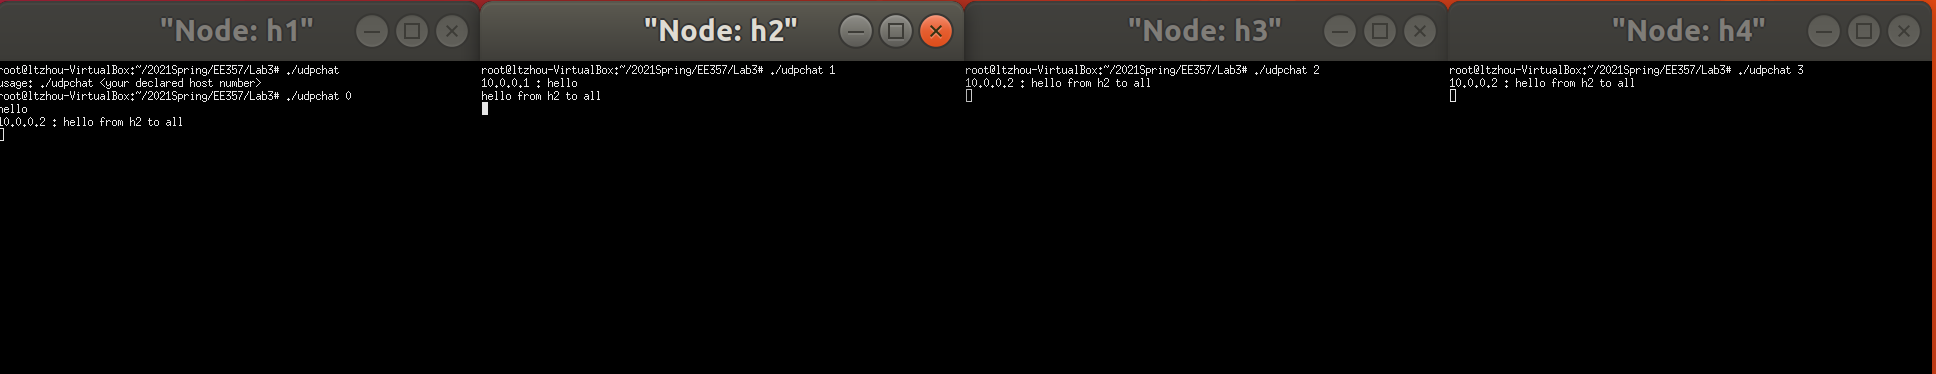 "Node: h1"
root@ltzhou-VirtualBox:~/2021Spring/EE357/Lab3# ./udpchat
usage: ./udpchat <your declared host number>
root@ltzhou-VirtualBox:~/2021Spring/EE357/Lab3# ./udpchat 0
hello
10.0.0.2 : hello from h2 to all
"Node: h2"
root@ltzhou-VirtualBox:~/2021Spring/EE357/Lab3# ./udpchat 1
10.0.0.1 : hello
hello from h2 to all
"Node: h3"
root@ltzhou-VirtualBox:~/2021Spring/EE357/Lab3# ./udpchat 2
10.0.0.2 : hello from h2 to all
"Node: h4"
root@ltzhou-VirtualBox:~/2021Spring/EE357/Lab3# ./udpchat 3
10.0.0.2 : hello from h2 to all